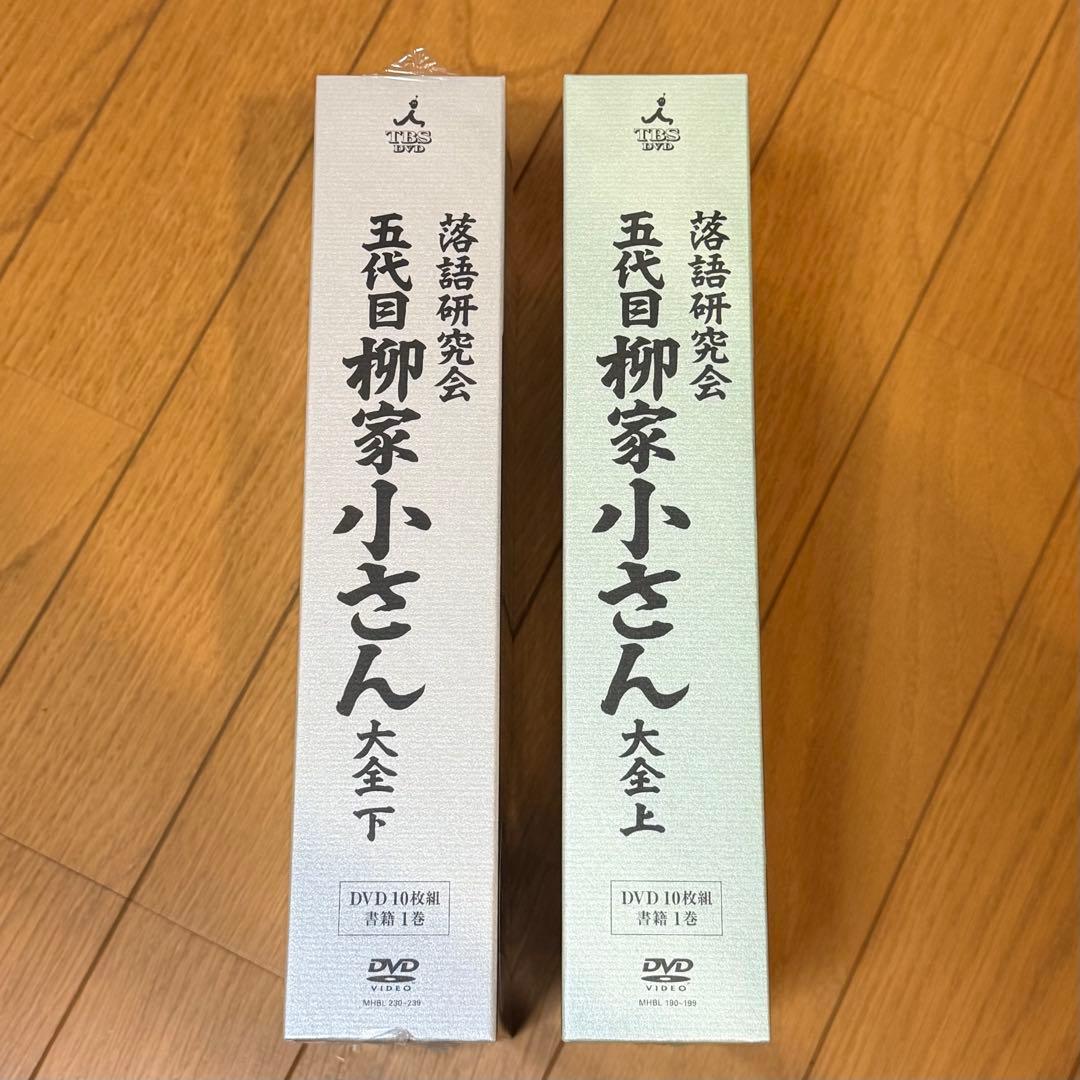 TBS
DVD
落語研究会
五代目柳家小さん大全 下
DVD 10枚組
書籍 1巻
DVD
VIDEO
MHBL 230~239
TBS
DVD
落語研究会
五代目柳家小さん大全 上
DVD 10枚組
書籍 1巻
DVD
VIDEO
MHBL 190~199